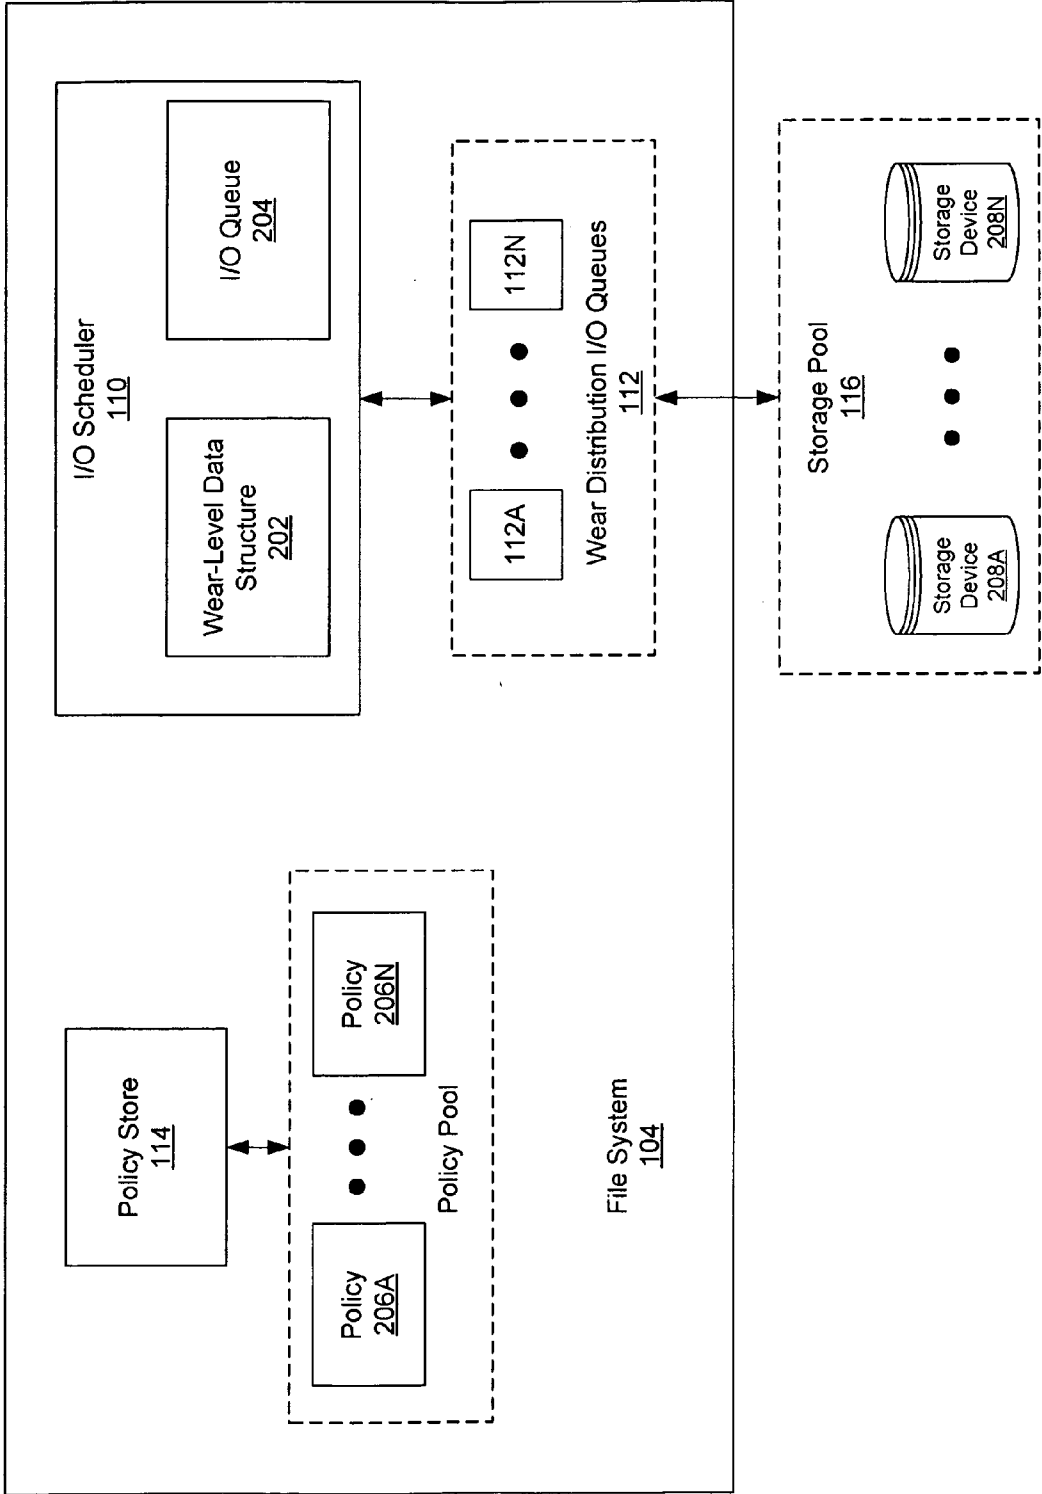 Policy Store
114
Policy
206A
Policy
206N
Policy Pool
File System
104
I/O Scheduler
110
Wear-Level Data
Structure
202
I/O Queue
204
112A
112N
Wear Distribution I/O Queues
112
Storage Pool
116
Storage
Device
208A
Storage
Device
208N